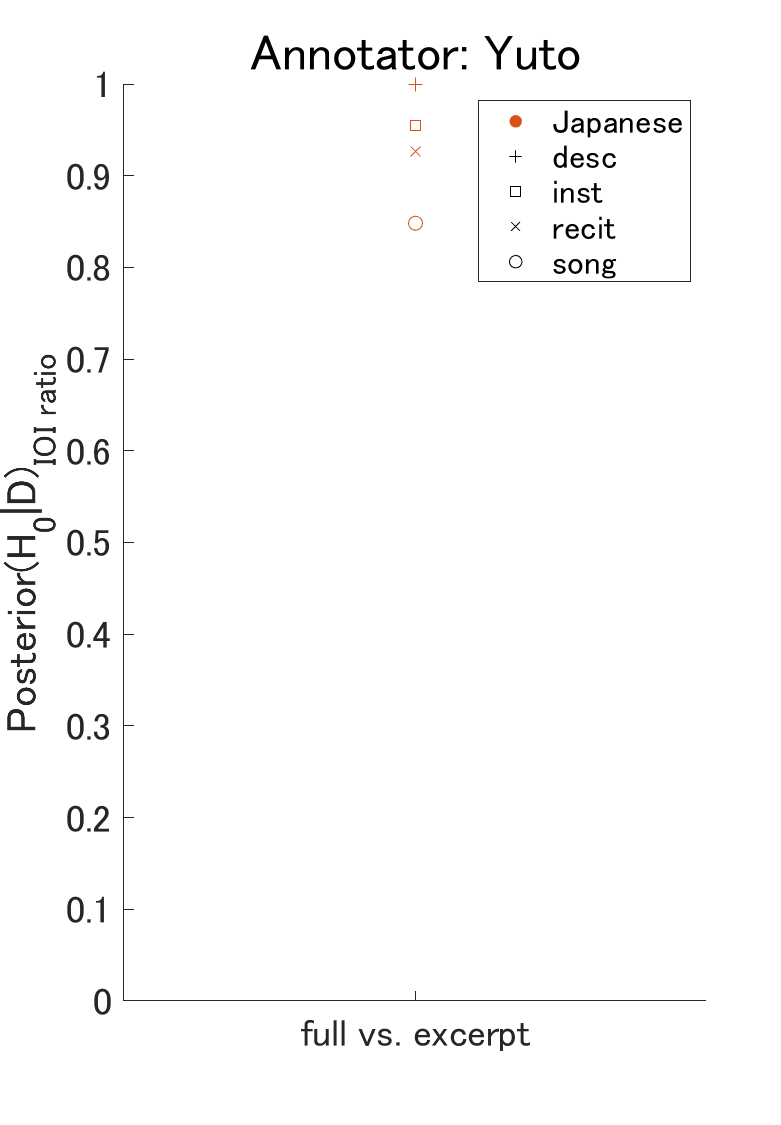 Annotator: Yuto
Japanese
desc
inst
recit
song
1
0.9
0.8
0.7
0.6
0.5
0.4
0.3
0.2
0.1
0
Posterior(H0|D)IOI ratio
full vs. excerpt